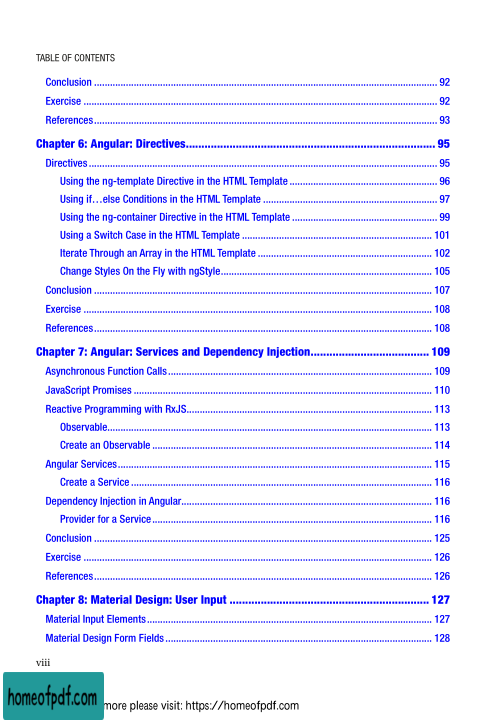 TABLE OF CONTENTS
Conclusion ........ 92
Exercise ........ 92
References ........ 93
Chapter 6: Angular: Directives ........ 95
Directives ........ 95
Using the ng-template Directive in the HTML Template ........ 96
Using if…else Conditions in the HTML Template ........ 97
Using the ng-container Directive in the HTML Template ........ 99
Using a Switch Case in the HTML Template ........ 101
Iterate Through an Array in the HTML Template ........ 102
Change Styles On the Fly with ngStyle ........ 105
Conclusion ........ 107
Exercise ........ 108
References ........ 108
Chapter 7: Angular: Services and Dependency Injection ........ 109
Asynchronous Function Calls ........ 109
JavaScript Promises ........ 110
Reactive Programming with RxJS ........ 113
Observable ........ 113
Create an Observable ........ 114
Angular Services ........ 115
Create a Service ........ 116
Dependency Injection in Angular ........ 116
Provider for a Service ........ 116
Conclusion ........ 125
Exercise ........ 126
References ........ 126
Chapter 8: Material Design: User Input ........ 127
Material Input Elements ........ 127
Material Design Form Fields ........ 128
viii
homeofpdf.com
more please visit: https://homeofpdf.com